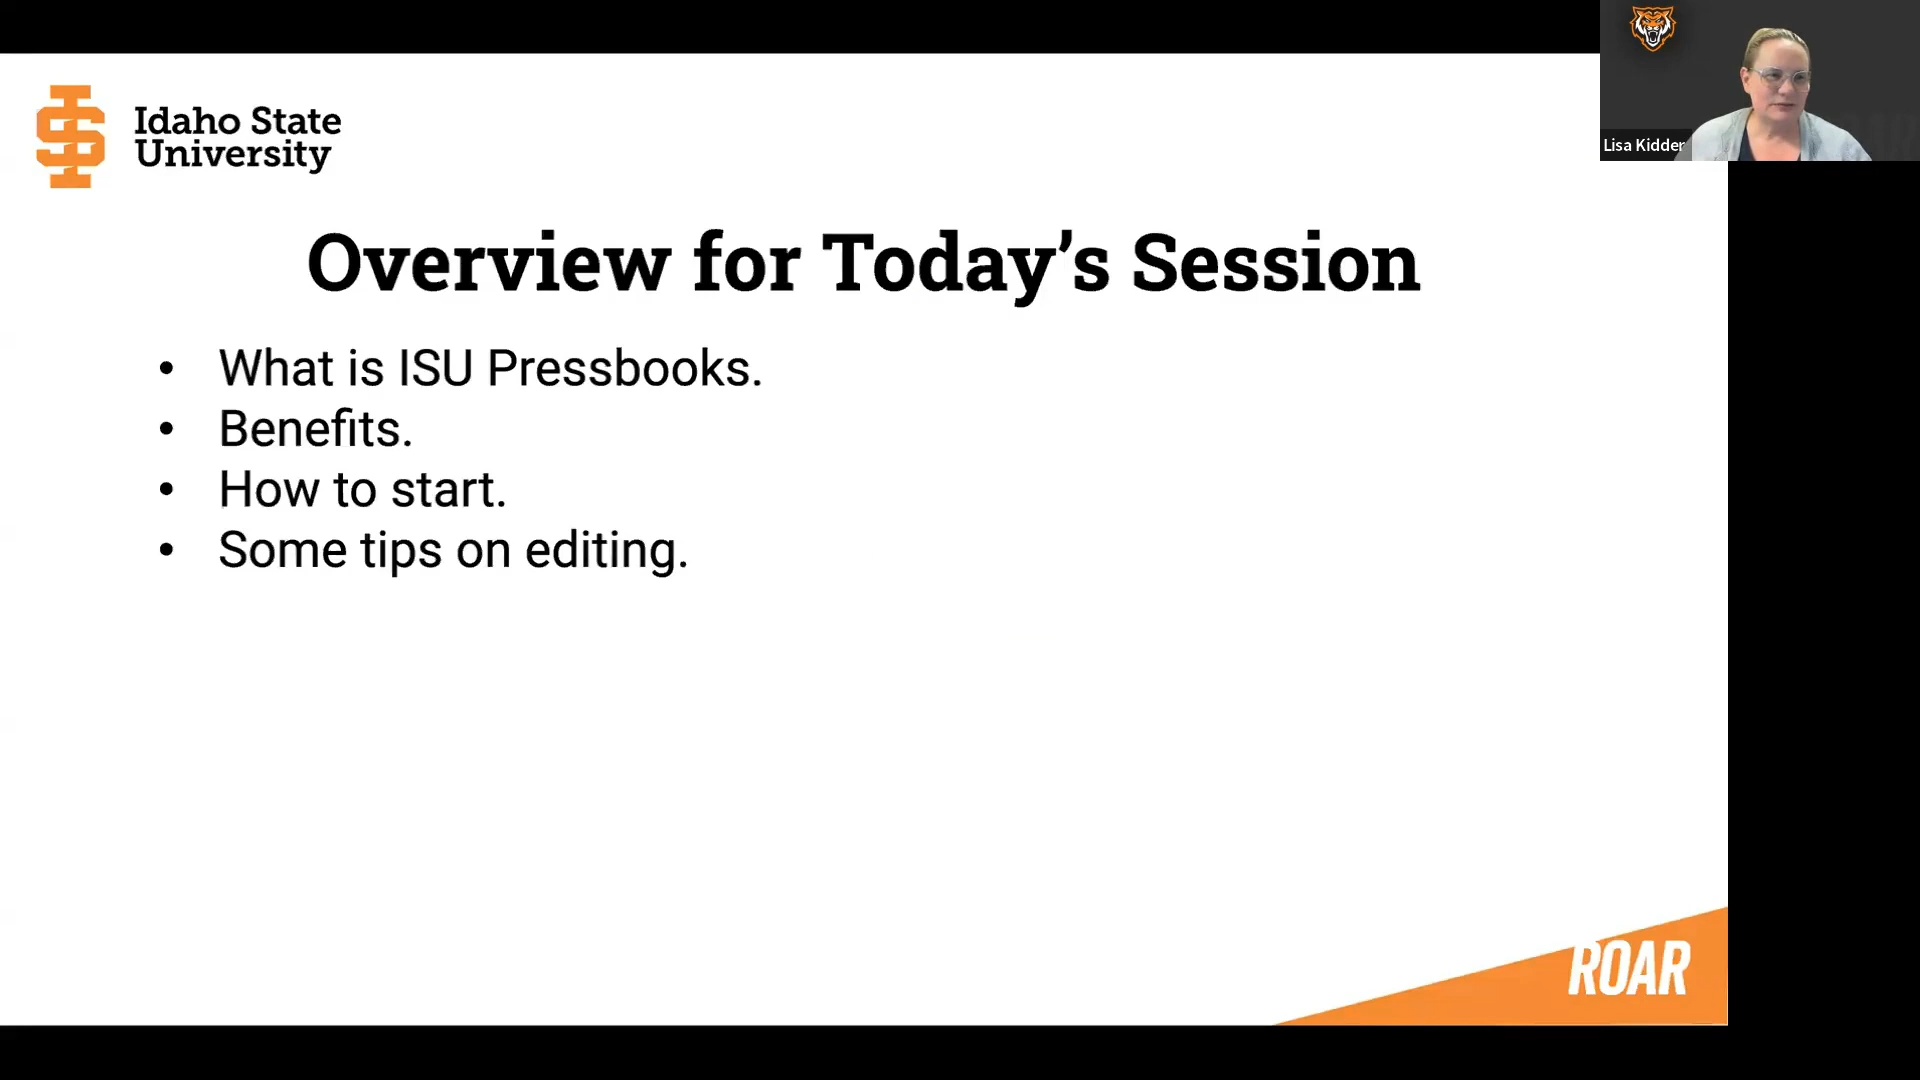 Idaho State
University
Lisa Kidder
Overview for Today’s Session
• What is ISU Pressbooks.
• Benefits.
• How to start.
• Some tips on editing.
ROAR